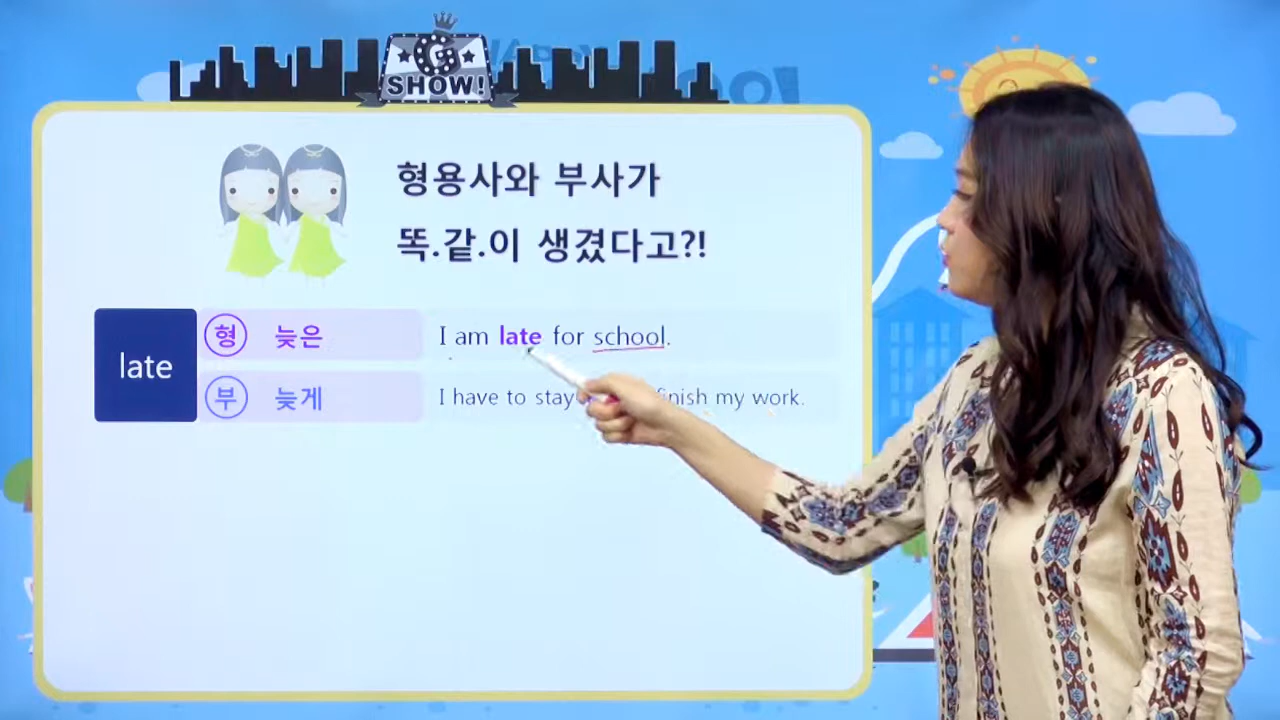 G
SHOW!
형용사와 부사가
똑.같.이 생겼다고?!
late
형 늦은
I am late for school.
부 늦게
I have to stay finish my work.